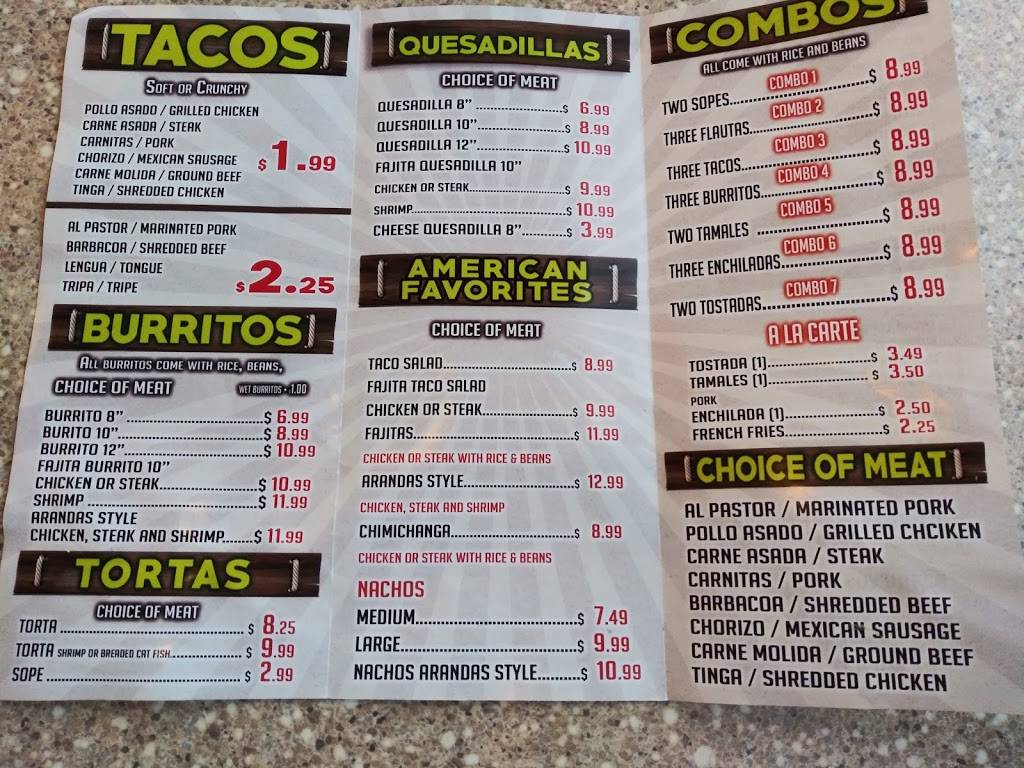 TACOS
SOFT OR CRUNCHY
POLLO ASADO / GRILLED CHICKEN
CARNE ASADA / STEAK
CARNITAS / PORK
CHORIZO / MEXICAN SAUSAGE
CARNE MOLIDA / GROUND BEEF
TINGA / SHREDDED CHICKEN
$1.99
AL PASTOR / MARINATED PORK
BARBACOA / SHREDDED BEEF
LENGUA / TONGUE
TRIPA / TRIPE
$2.25
BURRITOS
ALL BURRITOS COME WITH RICE, BEANS,
CHOICE OF MEAT WET BURRITOS + 1.00
BURRITO 8"........................$ 6.99
BURITO 10"........................$ 8.99
BURRITO 12"........................$ 10.99
FAJITA BURRITO 10"
CHICKEN OR STEAK..................$ 10.99
SHRIMP..............................$ 11.99
ARANDAS STYLE
CHICKEN, STEAK AND SHRIMP.......$ 11.99
TORTAS
CHOICE OF MEAT
TORTA ................................ $ 8.25
TORTA SHRIMP OR BREADED CAT FISH................ $ 9.99
SOPE .................................. $ 2.99
QUESADILLAS
CHOICE OF MEAT
QUESADILLA 8" ....................$ 6.99
QUESADILLA 10"....................$ 8.99
QUESADILLA 12"....................$ 10.99
FAJITA QUESADILLA 10"
CHICKEN OR STEAK.....................$ 9.99
SHRIMP..................................$ 10.99
CHEESE QUESADILLA 8"..........$ 3.99
AMERICAN
FAVORITES
CHOICE OF MEAT
TACO SALAD............................$ 8.99
FAJITA TACO SALAD
CHICKEN OR STEAK....................$ 9.99
FAJITAS.................................$ 11.99
CHICKEN OR STEAK WITH RICE & BEANS
ARANDAS STYLE......................$ 12.99
CHICKEN, STEAK AND SHRIMP
CHIMICHANGA.........................$ 8.99
CHICKEN OR STEAK WITH RICE & BEANS
NACHOS
MEDIUM................................$ 7.49
LARGE..................................$ 9.99
NACHOS ARANDAS STYLE..........$ 10.99
COMBOS
ALL COME WITH RICE AND BEANS
COMBO 1
TWO SOPES.......................$ 8.99
COMBO 2
THREE FLAUTAS....................$ 8.99
COMBO 3
THREE TACOS.......................$ 8.99
COMBO 4
THREE BURRITOS...................$ 8.99
COMBO 5
TWO TAMALES .....................$ 8.99
COMBO 6
THREE ENCHILADAS................$ 8.99
COMBO 7
TWO TOSTADAS.....................$ 8.99
A LA CARTE
TOSTADA (1)....................$ 3.49
TAMALES (1)....................$ 3.50
PORK
ENCHILADA (1)..................$ 2.50
FRENCH FRIES...................$ 2.25
CHOICE OF MEAT
AL PASTOR / MARINATED PORK
POLLO ASADO / GRILLED CHCIKEN
CARNE ASADA / STEAK
CARNITAS / PORK
BARBACOA / SHREDDED BEEF
CHORIZO / MEXICAN SAUSAGE
CARNE MOLIDA / GROUND BEEF
TINGA / SHREDDED CHICKEN